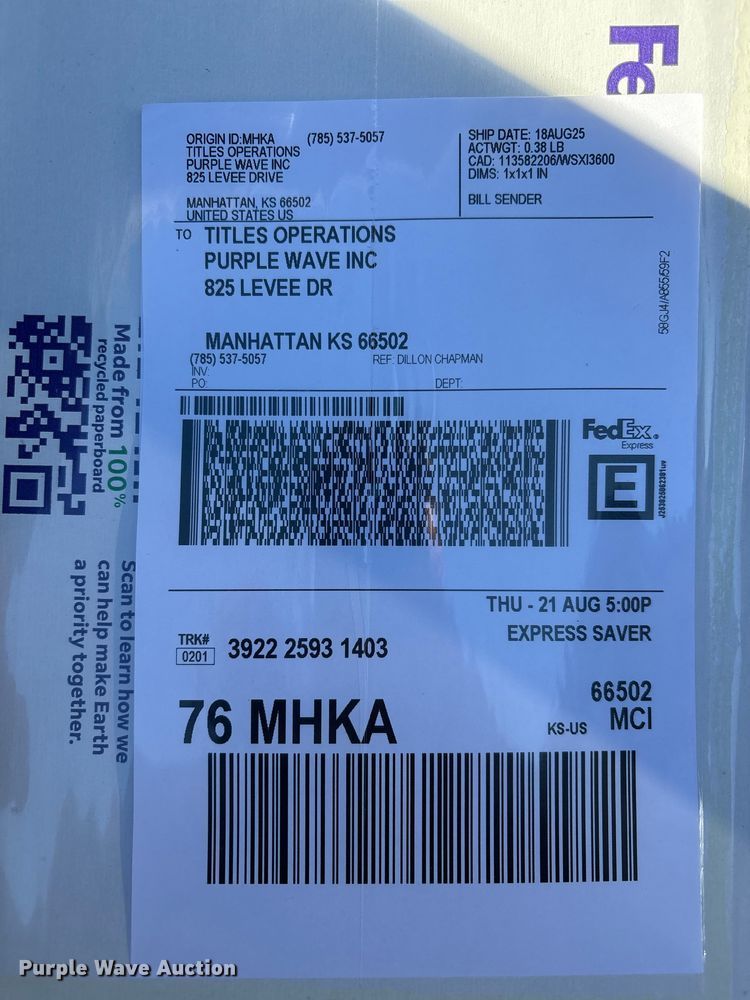 Fe
ORIGIN ID:MHKA (785) 537-5057
TITLES OPERATIONS
PURPLE WAVE INC
825 LEVEE DRIVE
MANHATTAN, KS 66502
UNITED STATES US
SHIP DATE: 18AUG25
ACTWGT: 0.38 LB
CAD: 113582206/WSXI3600
DIMS: 1x1x1 IN
BILL SENDER
TO TITLES OPERATIONS
PURPLE WAVE INC
825 LEVEE DR
MANHATTAN KS 66502
(785) 537-5057 REF: DILLON CHAPMAN
INV:
PO: DEPT:
58GJ4/A855/59F2
FedEx
Express
E
THU - 21 AUG 5:00P
EXPRESS SAVER
TRK#
0201 3922 2593 1403
66502
76 MHKA KS-US MCI
Made from 100%
recycled paperboard
Scan to learn how we
can help make Earth
a priority together.
Purple Wave Auction